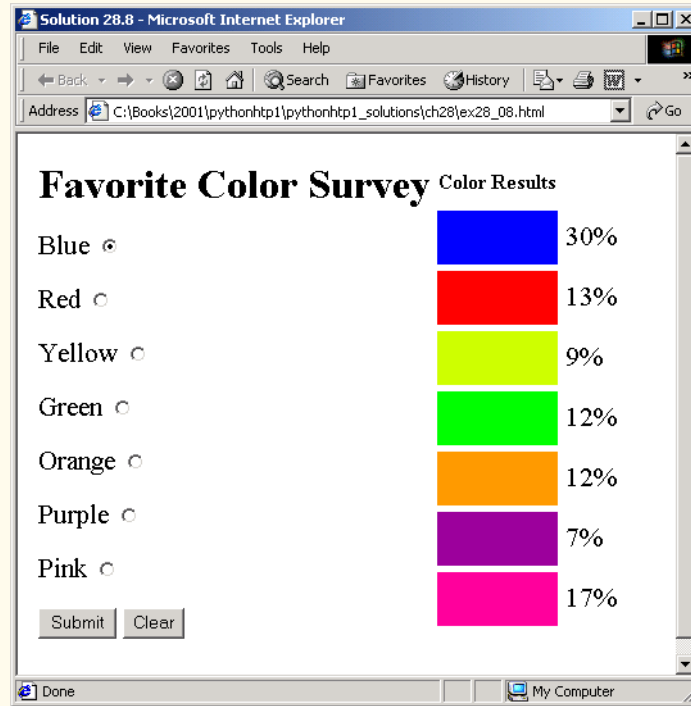 Solution 28.8 - Microsoft Internet Explorer
File Edit View Favorites Tools Help
Back Search Favorites History »
Address C:\Books\2001\pythonhtp1\pythonhtp1_solutions\ch28\ex28_08.html Go
Favorite Color Survey
Color Results
Blue
Red
Yellow
Green
Orange
Purple
Pink
Submit Clear
30%
13%
9%
12%
12%
7%
17%
Done My Computer